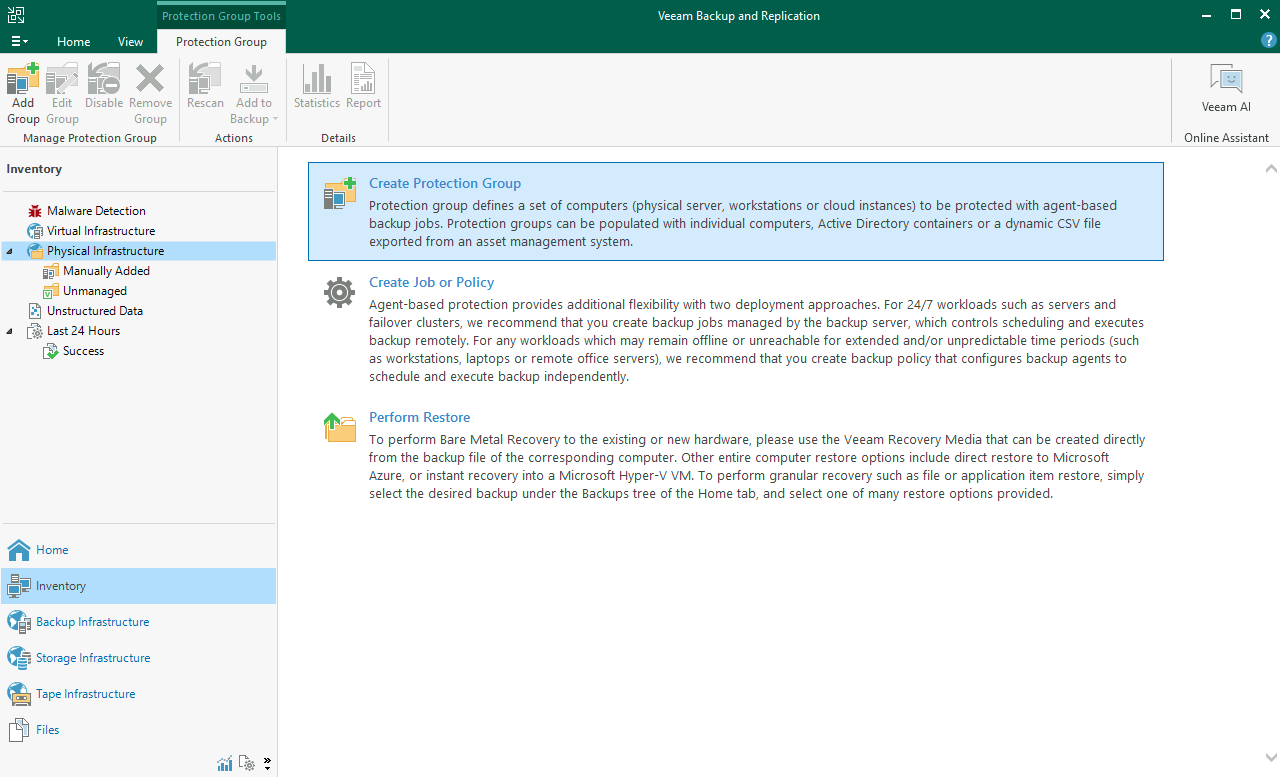 Protection Group Tools
Veeam Backup and Replication
Home
View
Protection Group
Add
Group
Edit
Group
Disable
Remove
Group
Rescan
Add to
Backup
Statistics
Report
Veeam AI
Manage Protection Group
Actions
Details
Online Assistant
Inventory
Malware Detection
Virtual Infrastructure
Physical Infrastructure
Manually Added
Unmanaged
Unstructured Data
Last 24 Hours
Success
Home
Inventory
Backup Infrastructure
Storage Infrastructure
Tape Infrastructure
Files
Create Protection Group
Protection group defines a set of computers (physical server, workstations or cloud instances) to be protected with agent-based
backup jobs. Protection groups can be populated with individual computers, Active Directory containers or a dynamic CSV file
exported from an asset management system.
Create Job or Policy
Agent-based protection provides additional flexibility with two deployment approaches. For 24/7 workloads such as servers and
failover clusters, we recommend that you create backup jobs managed by the backup server, which controls scheduling and executes
backup remotely. For any workloads which may remain offline or unreachable for extended and/or unpredictable time periods (such
as workstations, laptops or remote office servers), we recommend that you create backup policy that configures backup agents to
schedule and execute backup independently.
Perform Restore
To perform Bare Metal Recovery to the existing or new hardware, please use the Veeam Recovery Media that can be created directly
from the backup file of the corresponding computer. Other entire computer restore options include direct restore to Microsoft
Azure, or instant recovery into a Microsoft Hyper-V VM. To perform granular recovery such as file or application item restore, simply
select the desired backup under the Backups tree of the Home tab, and select one of many restore options provided.